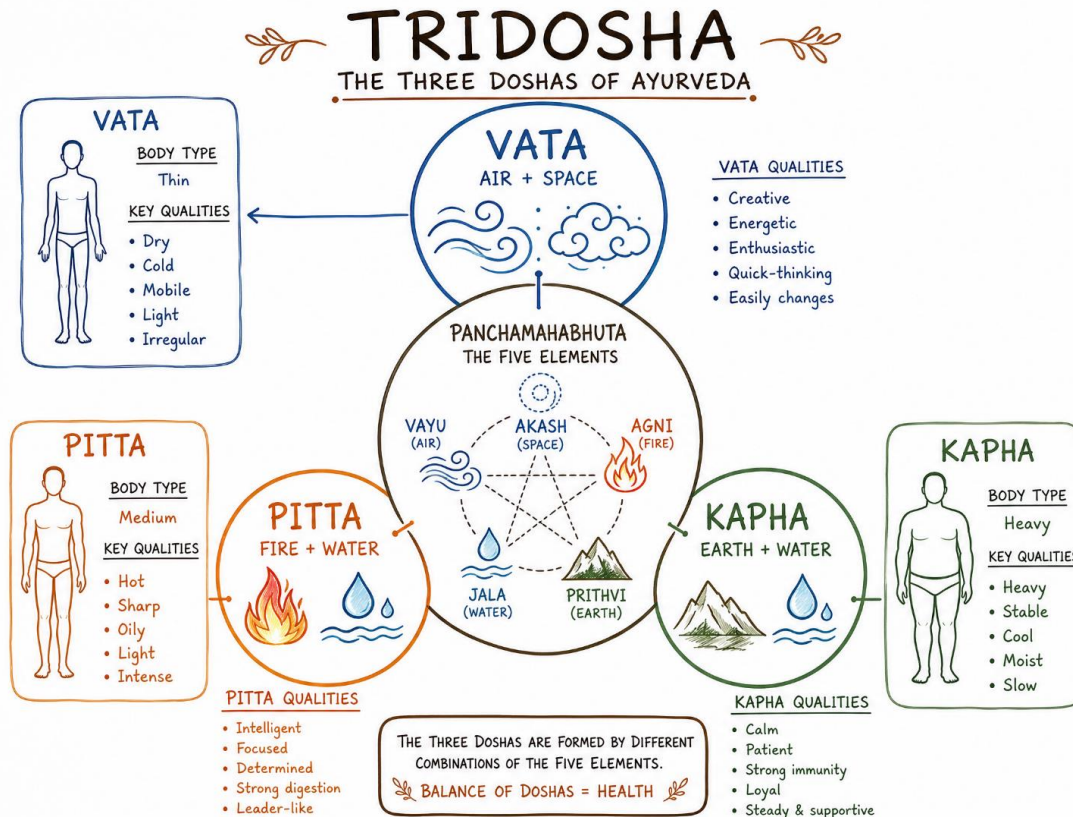 TRIDOSHA
THE THREE DOSHAS OF AYURVEDA
VATA
BODY TYPE
Thin
KEY QUALITIES
• Dry
• Cold
• Mobile
• Light
• Irregular
VATA
AIR + SPACE
VATA QUALITIES
• Creative
• Energetic
• Enthusiastic
• Quick-thinking
• Easily changes
PANCHAMAHABHUTA
THE FIVE ELEMENTS
VAYU
(AIR)
AKASH
(SPACE)
AGNI
(FIRE)
JALA
(WATER)
PRITHVI
(EARTH)
PITTA
BODY TYPE
Medium
KEY QUALITIES
• Hot
• Sharp
• Oily
• Light
• Intense
PITTA
FIRE + WATER
KAPHA
EARTH + WATER
KAPHA
BODY TYPE
Heavy
KEY QUALITIES
• Heavy
• Stable
• Cool
• Moist
• Slow
PITTA QUALITIES
• Intelligent
• Focused
• Determined
• Strong digestion
• Leader-like
THE THREE DOSHAS ARE FORMED BY DIFFERENT
COMBINATIONS OF THE FIVE ELEMENTS.
BALANCE OF DOSHAS = HEALTH
KAPHA QUALITIES
• Calm
• Patient
• Strong immunity
• Loyal
• Steady & supportive